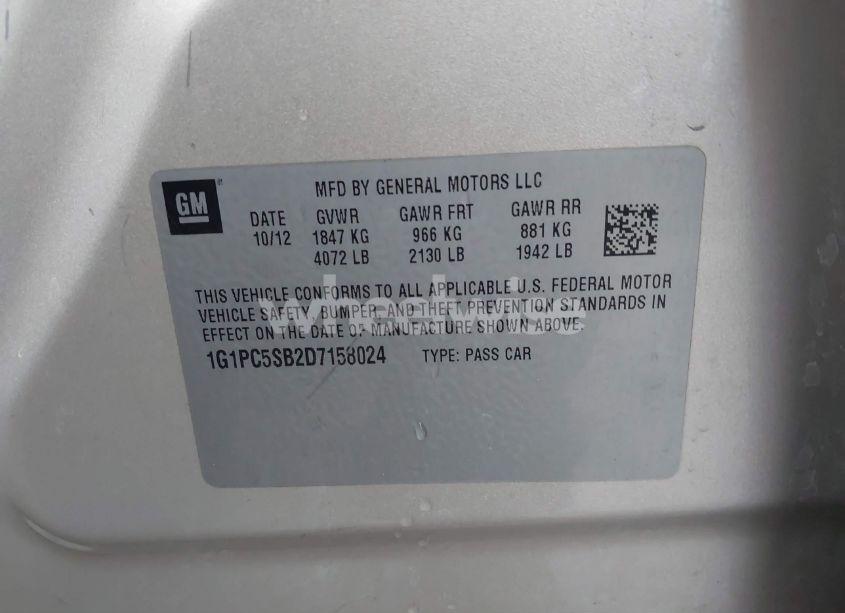 GM
MFD BY GENERAL MOTORS LLC
DATE GVWR GAWR FRT GAWR RR
10/12 1847 KG 966 KG 881 KG
4072 LB 2130 LB 1942 LB
THIS VEHICLE CONFORMS TO ALL APPLICABLE U.S. FEDERAL MOTOR
VEHICLE SAFETY, BUMPER, AND THEFT PREVENTION STANDARDS IN
EFFECT ON THE DATE OF MANUFACTURE SHOWN ABOVE.
1G1PC5SB2D7158024 TYPE: PASS CAR
wheelwise